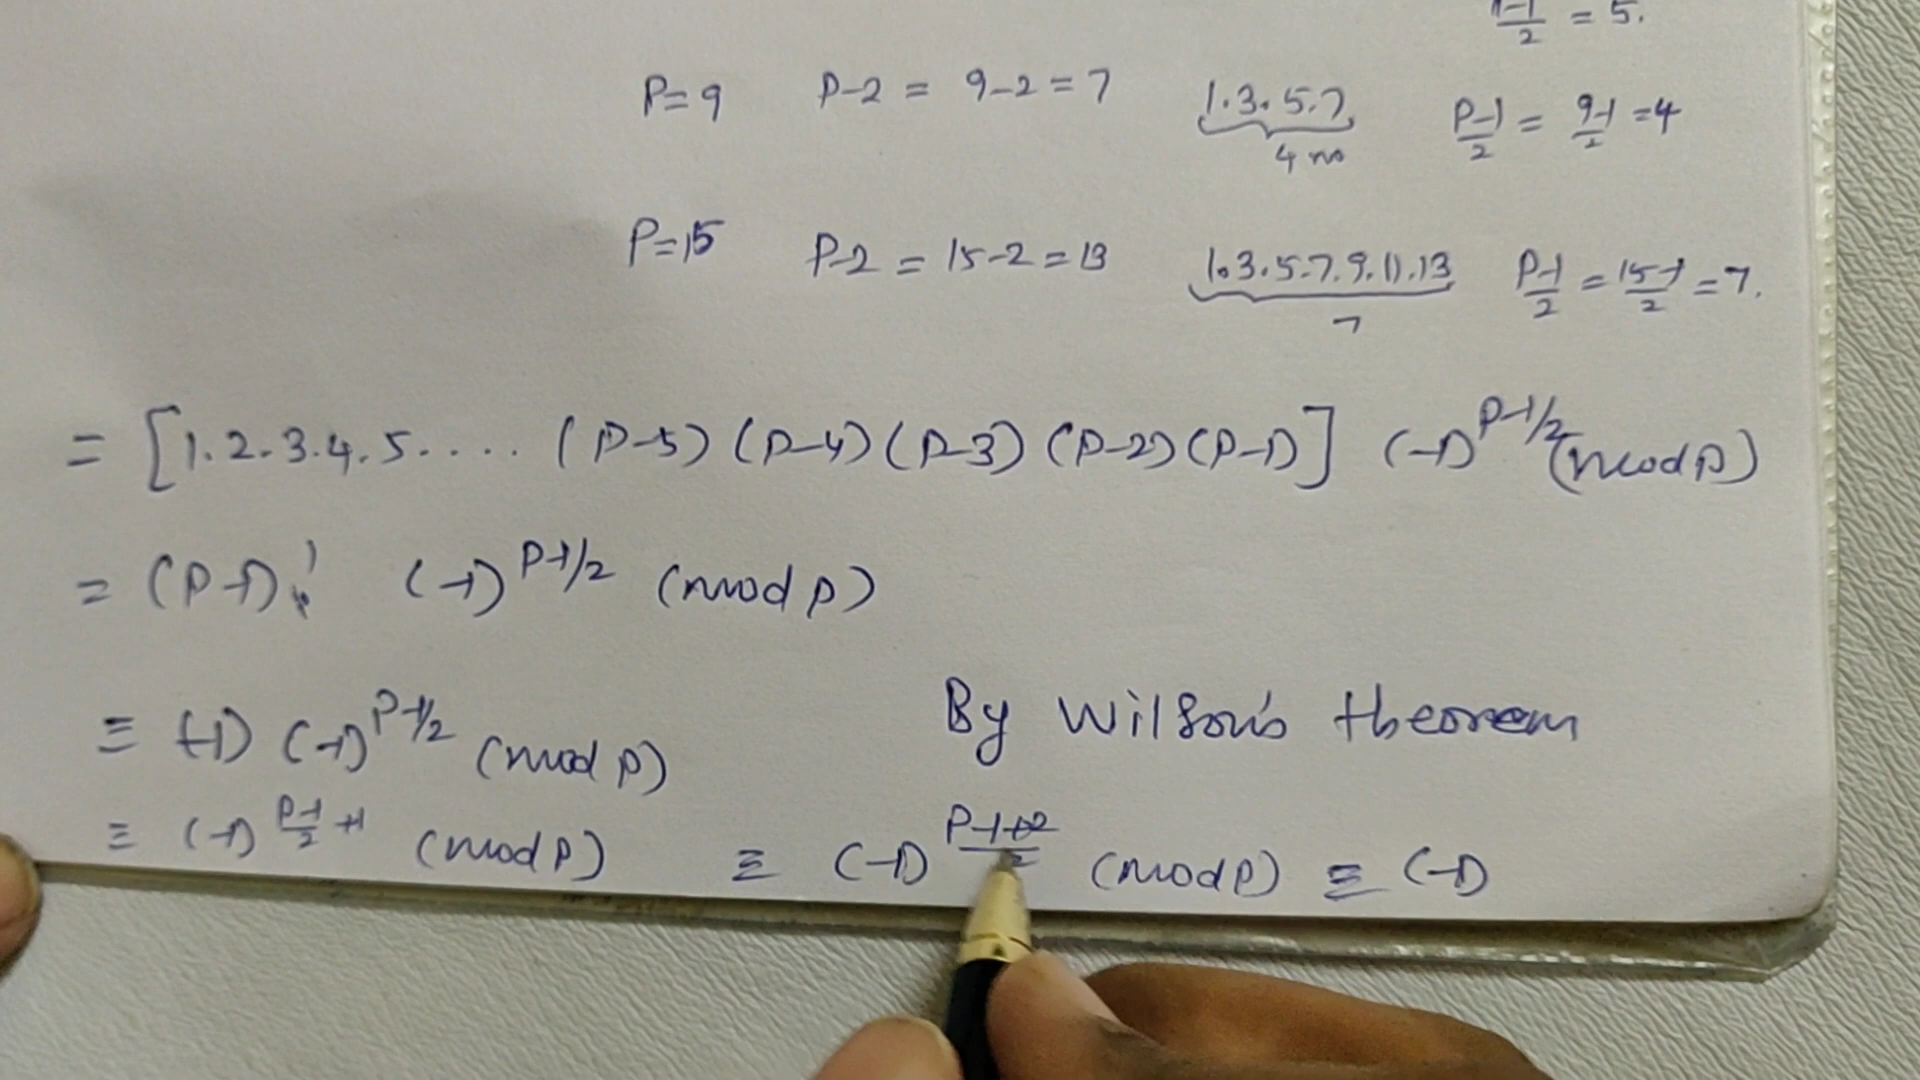 = 5.
2
P=9 P-2 = 9-2 = 7 1.3.5.7 P-1/2 = 9-1/2 = 4
4 no
P=15 P-2 = 15-2 = 13 1.3.5.7.9.11.13 P-1/2 = 15-1/2 = 7.
7
= [1.2.3.4.5..... (P-5) (P-4) (P-3) (P-2) (P-1)] (-1)^P-1/2 (mod P)
= (P-1)! (-1)^P-1/2 (mod P)
≡ (-1) (-1)^P-1/2 (mod P) By Wilson's theorem
≡ (-1)^P-1/2 +1 (mod P) ≡ (-1)^P-1+2/2 (mod P) ≡ (-1)